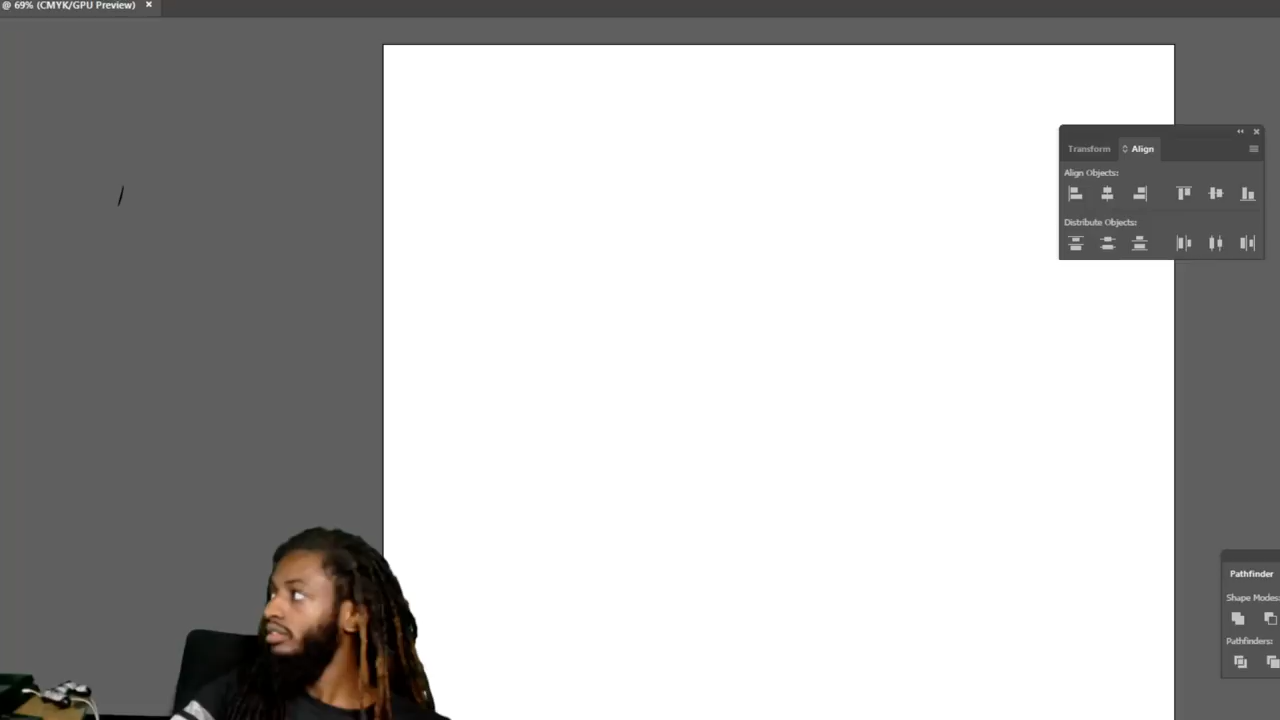 @ 69% (CMYK/GPU Preview) ×
Transform Align
Align Objects:
Distribute Objects:
Pathfinder
Shape Modes:
Pathfinders: